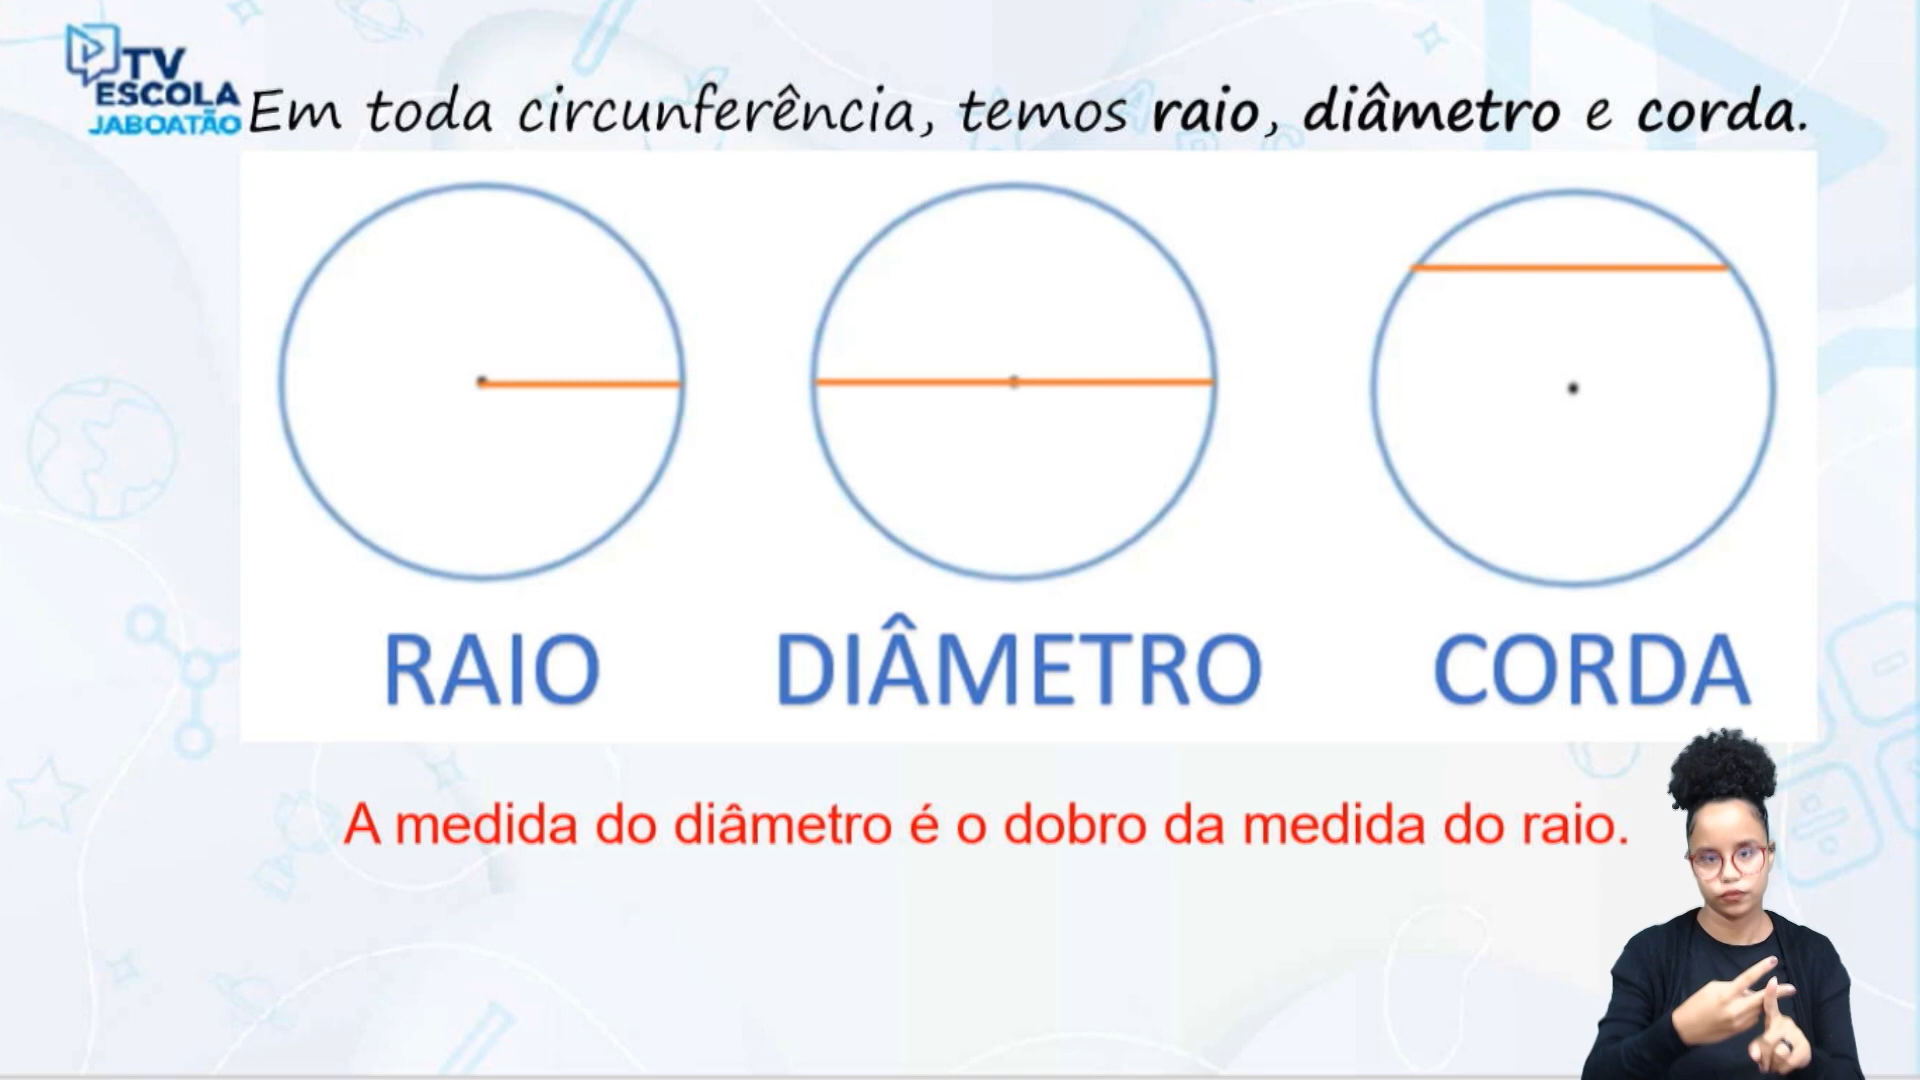 TV
ESCOLA
JABOATÃO
Em toda circunferência, temos raio, diâmetro e corda.
RAIO DIÂMETRO CORDA
A medida do diâmetro é o dobro da medida do raio.